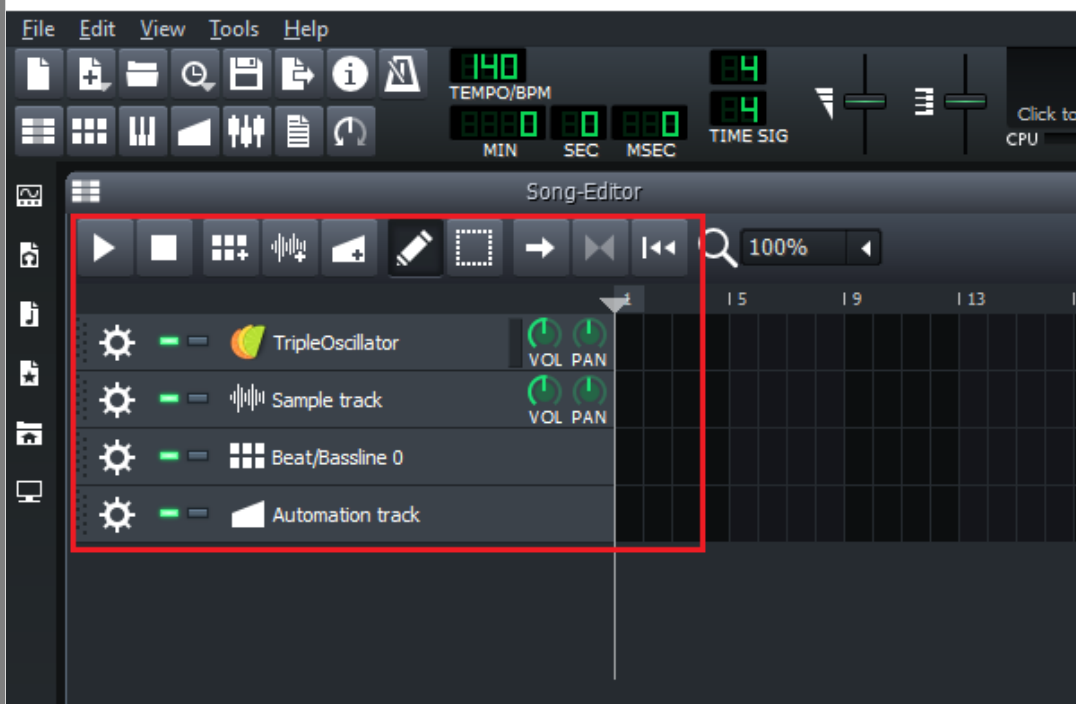 File Edit View Tools Help
140
TEMPO/BPM
4
4
TIME SIG
0 0 0
MIN SEC MSEC
Click to
CPU
Song-Editor
100%
1 5 9 13
TripleOscillator
VOL PAN
Sample track
VOL PAN
Beat/Bassline 0
Automation track